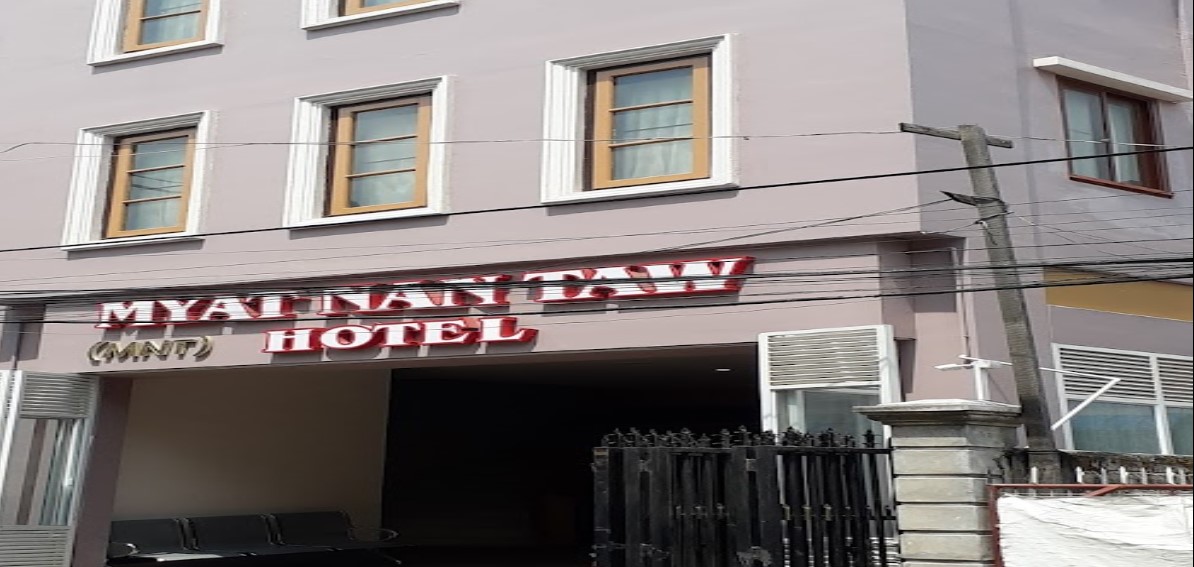 MYAT NAN TAW
(MNT) HOTEL